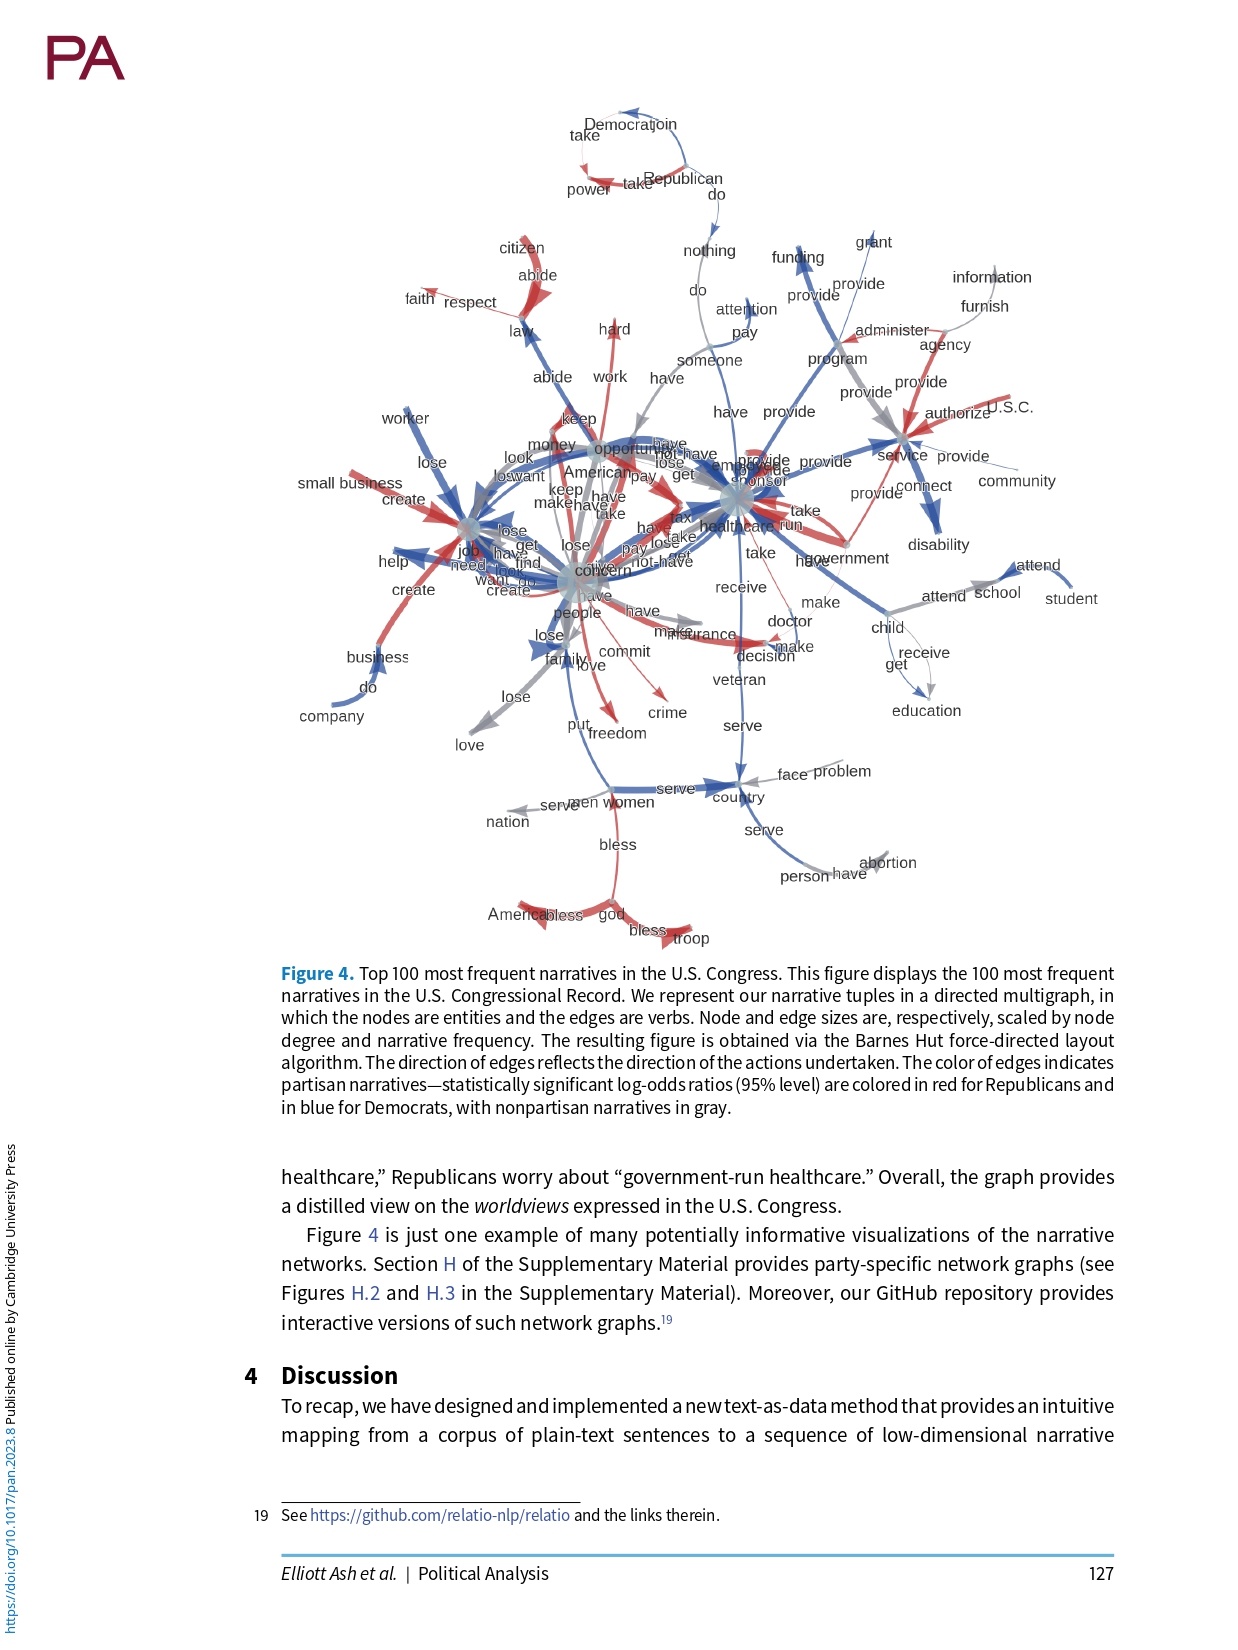 PA
Democrat join
take
power take Republican
do
citizen
nothing
grant
funding
abide
information
provide
provide
faith respect
do
attention
furnish
law
hard
pay
administer
agency
someone
program
abide work have
provide
provide
have provide
authorize U.S.C.
worker
keep
money
opportunity
have
not-have
service provide
lose
look
lose
employee
provide
provide
want
American
pay
get
sponsor
community
small business
keep
connect
create
make have
have
take
provide
take
tax
healthcare run
lose
have
take
disability
job
get
have
lose
pay
lose
get
take
government
have
help
need
find
look
concern
give
not-have
attend
want
do
create
create
have
receive
attend school
student
people
have
make
doctor
child
lose
make
insurance
make
decision
receive
business
family
love
commit
get
veteran
do
lose
crime
education
company
put
freedom
serve
love
face problem
serve
serve
men women
country
nation
serve
bless
abortion
person have
America bless god
bless
troop
Figure 4. Top 100 most frequent narratives in the U.S. Congress. This figure displays the 100 most frequent
narratives in the U.S. Congressional Record. We represent our narrative tuples in a directed multigraph, in
which the nodes are entities and the edges are verbs. Node and edge sizes are, respectively, scaled by node
degree and narrative frequency. The resulting figure is obtained via the Barnes Hut force-directed layout
algorithm. The direction of edges reflects the direction of the actions undertaken. The color of edges indicates
partisan narratives—statistically significant log-odds ratios (95% level) are colored in red for Republicans and
in blue for Democrats, with nonpartisan narratives in gray.
healthcare,” Republicans worry about “government-run healthcare.” Overall, the graph provides
a distilled view on the worldviews expressed in the U.S. Congress.
Figure 4 is just one example of many potentially informative visualizations of the narrative
networks. Section H of the Supplementary Material provides party-specific network graphs (see
Figures H.2 and H.3 in the Supplementary Material). Moreover, our GitHub repository provides
interactive versions of such network graphs.19
4 Discussion
To recap, we have designed and implemented a new text-as-data method that provides an intuitive
mapping from a corpus of plain-text sentences to a sequence of low-dimensional narrative
19 See https://github.com/relatio-nlp/relatio and the links therein.
Elliott Ash et al. | Political Analysis 127
https://doi.org/10.1017/pan.2023.8 Published online by Cambridge University Press